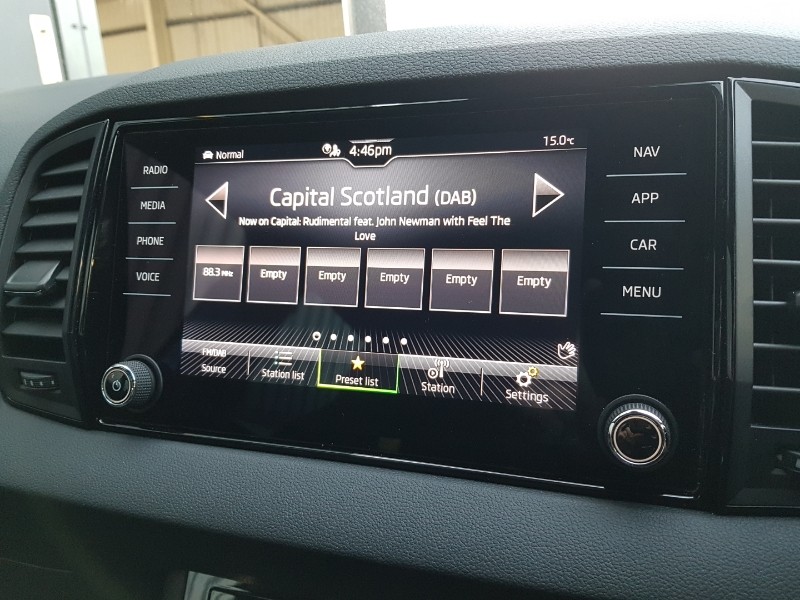 Normal
4:46pm
15.0°C
RADIO
MEDIA
PHONE
VOICE
NAV
APP
CAR
MENU
Capital Scotland (DAB)
Now on Capital: Rudimental feat. John Newman with Feel The
Love
88.3 MHz
Empty
Empty
Empty
Empty
Empty
FM/DAB
Source
Station list
Preset list
Station
Settings